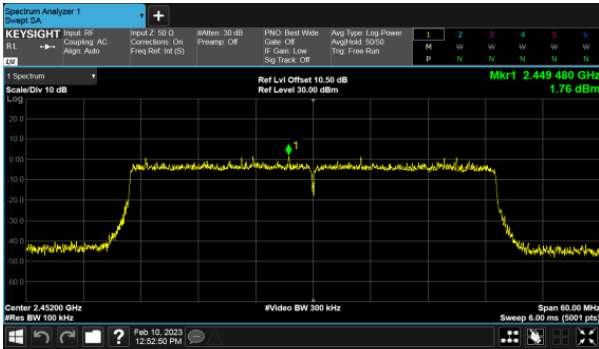 Spectrum Analyzer 1
Swept SA
+
KEYSIGHT Input: RF Input Z: 50 Ω #Atten: 30 dB PNO: Best Wide Avg Type: Log-Power 1 2 3 4 5 6
RL Coupling: AC Corrections: On Preamp: Off Gate: Off Avg|Hold: 50/50 M W W W W W
Align: Auto Freq Ref: Int (S) IF Gain: Low Trig: Free Run
Sig Track: Off P N N N N N
1 Spectrum Ref Lvl Offset 10.50 dB Mkr1 2.449 480 GHz
Scale/Div 10 dB Ref Level 30.00 dBm 1.76 dBm
Log
20.0
10.0
1
0.00
-10.0
-20.0
-30.0
-40.0
-50.0
-60.0
Center 2.45200 GHz #Video BW 300 kHz Span 60.00 MHz
#Res BW 100 kHz Sweep 6.00 ms (5001 pts)
? Feb 10, 2023
12:52:50 PM